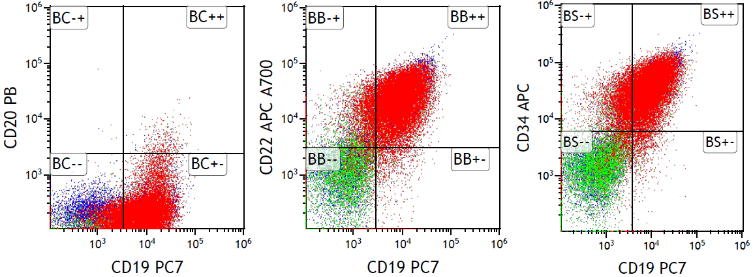 BC-+ BC++
BC-- BC+-
CD20 PB
10⁶
10⁵
10⁴
10³
10³ 10⁴ 10⁵ 10⁶
CD19 PC7
BB-+ BB++
BB-- BB+-
CD22 APC A700
10⁶
10⁵
10⁴
10³
10³ 10⁴ 10⁵ 10⁶
CD19 PC7
BS-+ BS++
BS-- BS+-
CD34 APC
10⁶
10⁵
10⁴
10³
10³ 10⁴ 10⁵ 10⁶
CD19 PC7